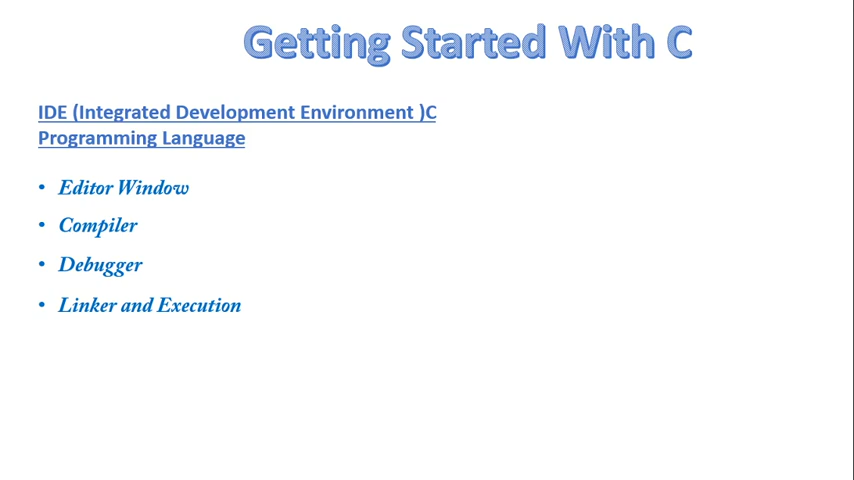 Getting Started With C
IDE (Integrated Development Environment )C
Programming Language
• Editor Window
• Compiler
• Debugger
• Linker and Execution